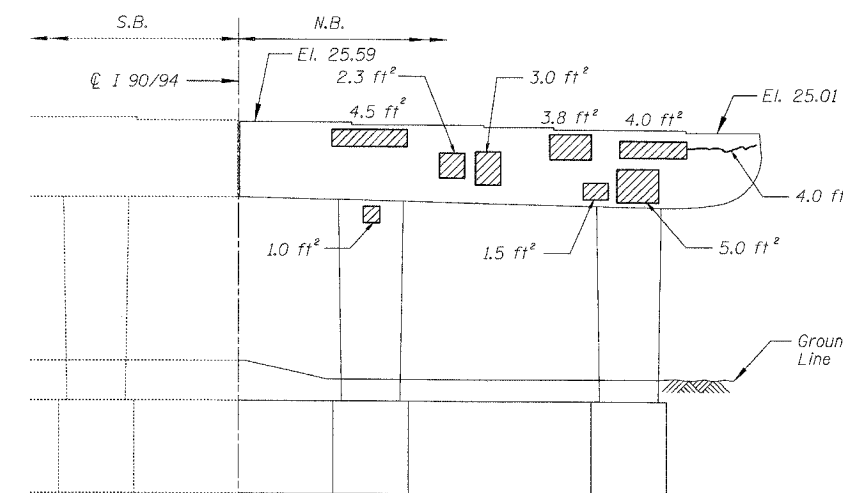 S.B.
N.B.
El. 25.59
℄ I 90/94
2.3 ft²
3.0 ft²
El. 25.01
4.5 ft²
3.8 ft²
4.0 ft²
4.0 ft
1.0 ft²
1.5 ft²
5.0 ft²
Groun
Line